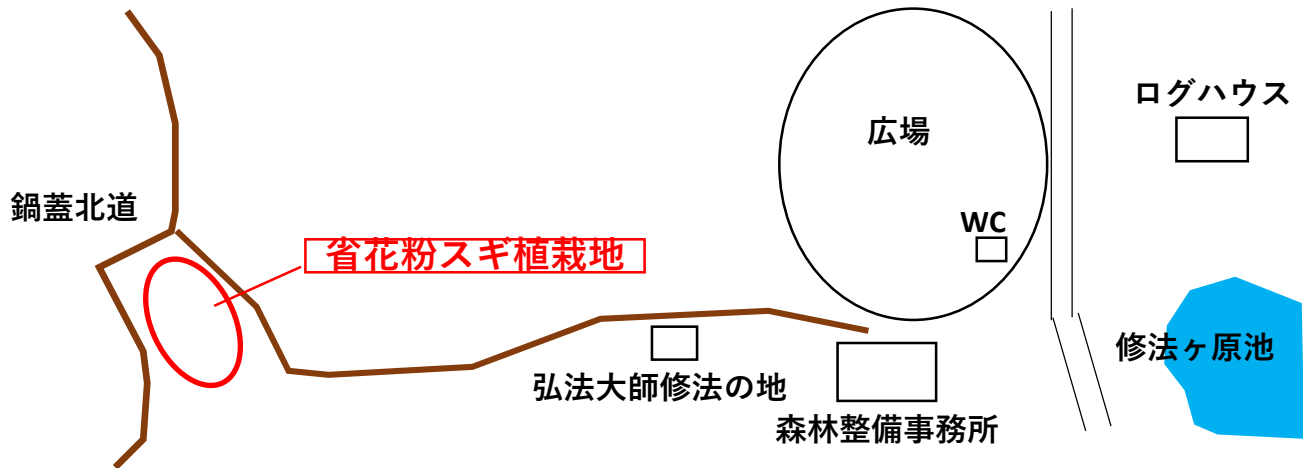 ログハウス
広場
鍋蓋北道
WC
省花粉スギ植栽地
修法ヶ原池
弘法大師修法の地
森林整備事務所